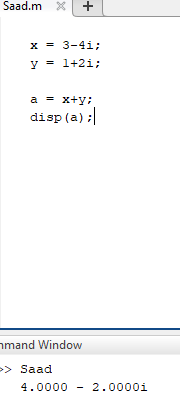 Saad.m × +
x = 3-4i;
y = 1+2i;
a = x+y;
disp(a);
mmand Window
>> Saad
4.0000 - 2.0000i